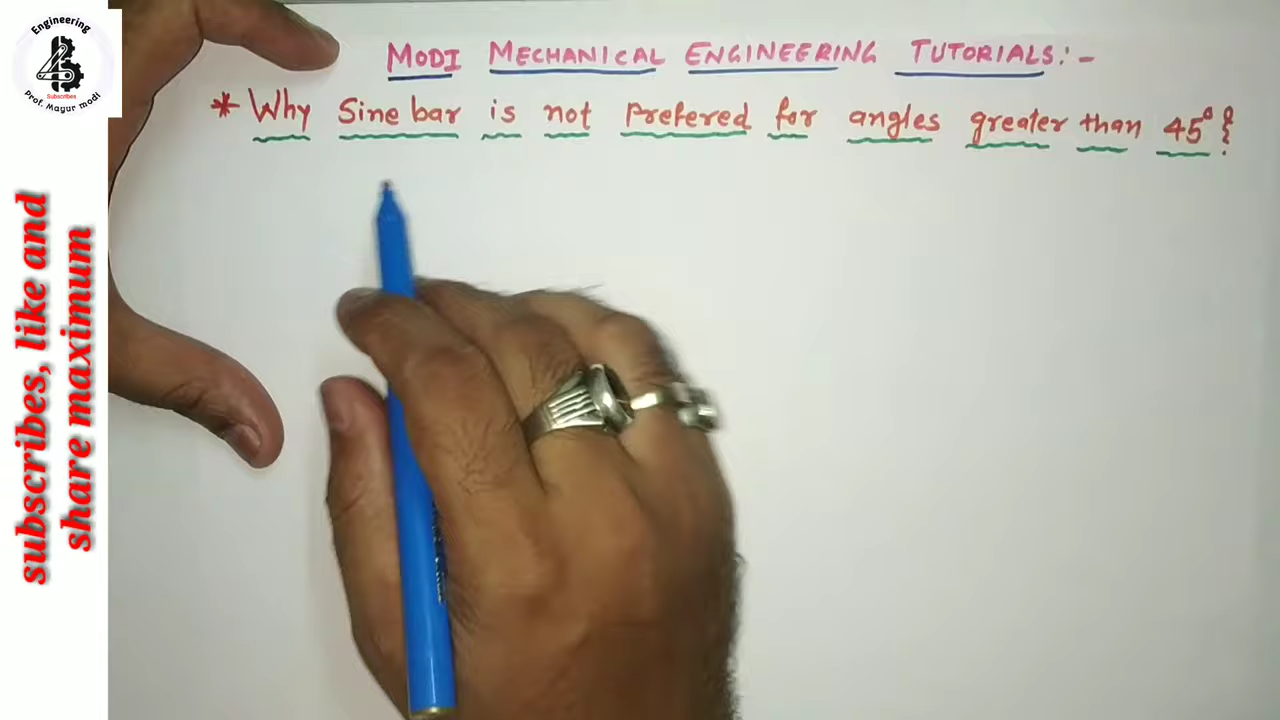 Engineering
Subscribes
Prof. Mayur modi
subscribes, like and
share maximum
MODI MECHANICAL ENGINEERING TUTORIALS:-
* Why Sine bar is not Prefered for angles greater than 45°?